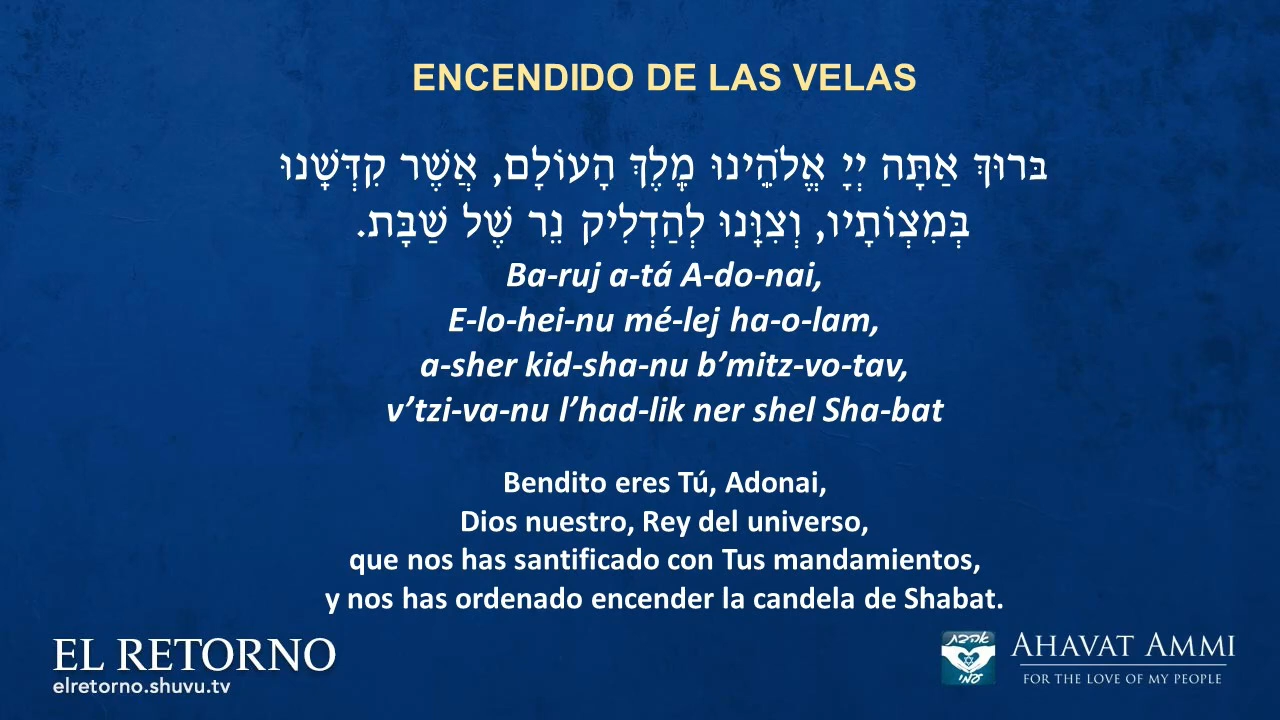 ENCENDIDO DE LAS VELAS
בּרוּךְ אַתָּה יְיָ אֱלֹהֵינוּ מֶלֶךְ הָעוֹלָם, אֲשֶׁר קִדְּשָׁנוּ
בְּמִצְוֹתָיו, וְצִוָּנוּ לְהַדְלִיק נֵר שֶׁל שַׁבָּת.
Ba-ruj a-tá A-do-nai,
E-lo-hei-nu mé-lej ha-o-lam,
a-sher kid-sha-nu b’mitz-vo-tav,
v’tzi-va-nu l’had-lik ner shel Sha-bat
Bendito eres Tú, Adonai,
Dios nuestro, Rey del universo,
que nos has santificado con Tus mandamientos,
y nos has ordenado encender la candela de Shabat.
EL RETORNO
elretorno.shuvu.tv
אהבת
עמי
AHAVAT AMMI
FOR THE LOVE OF MY PEOPLE